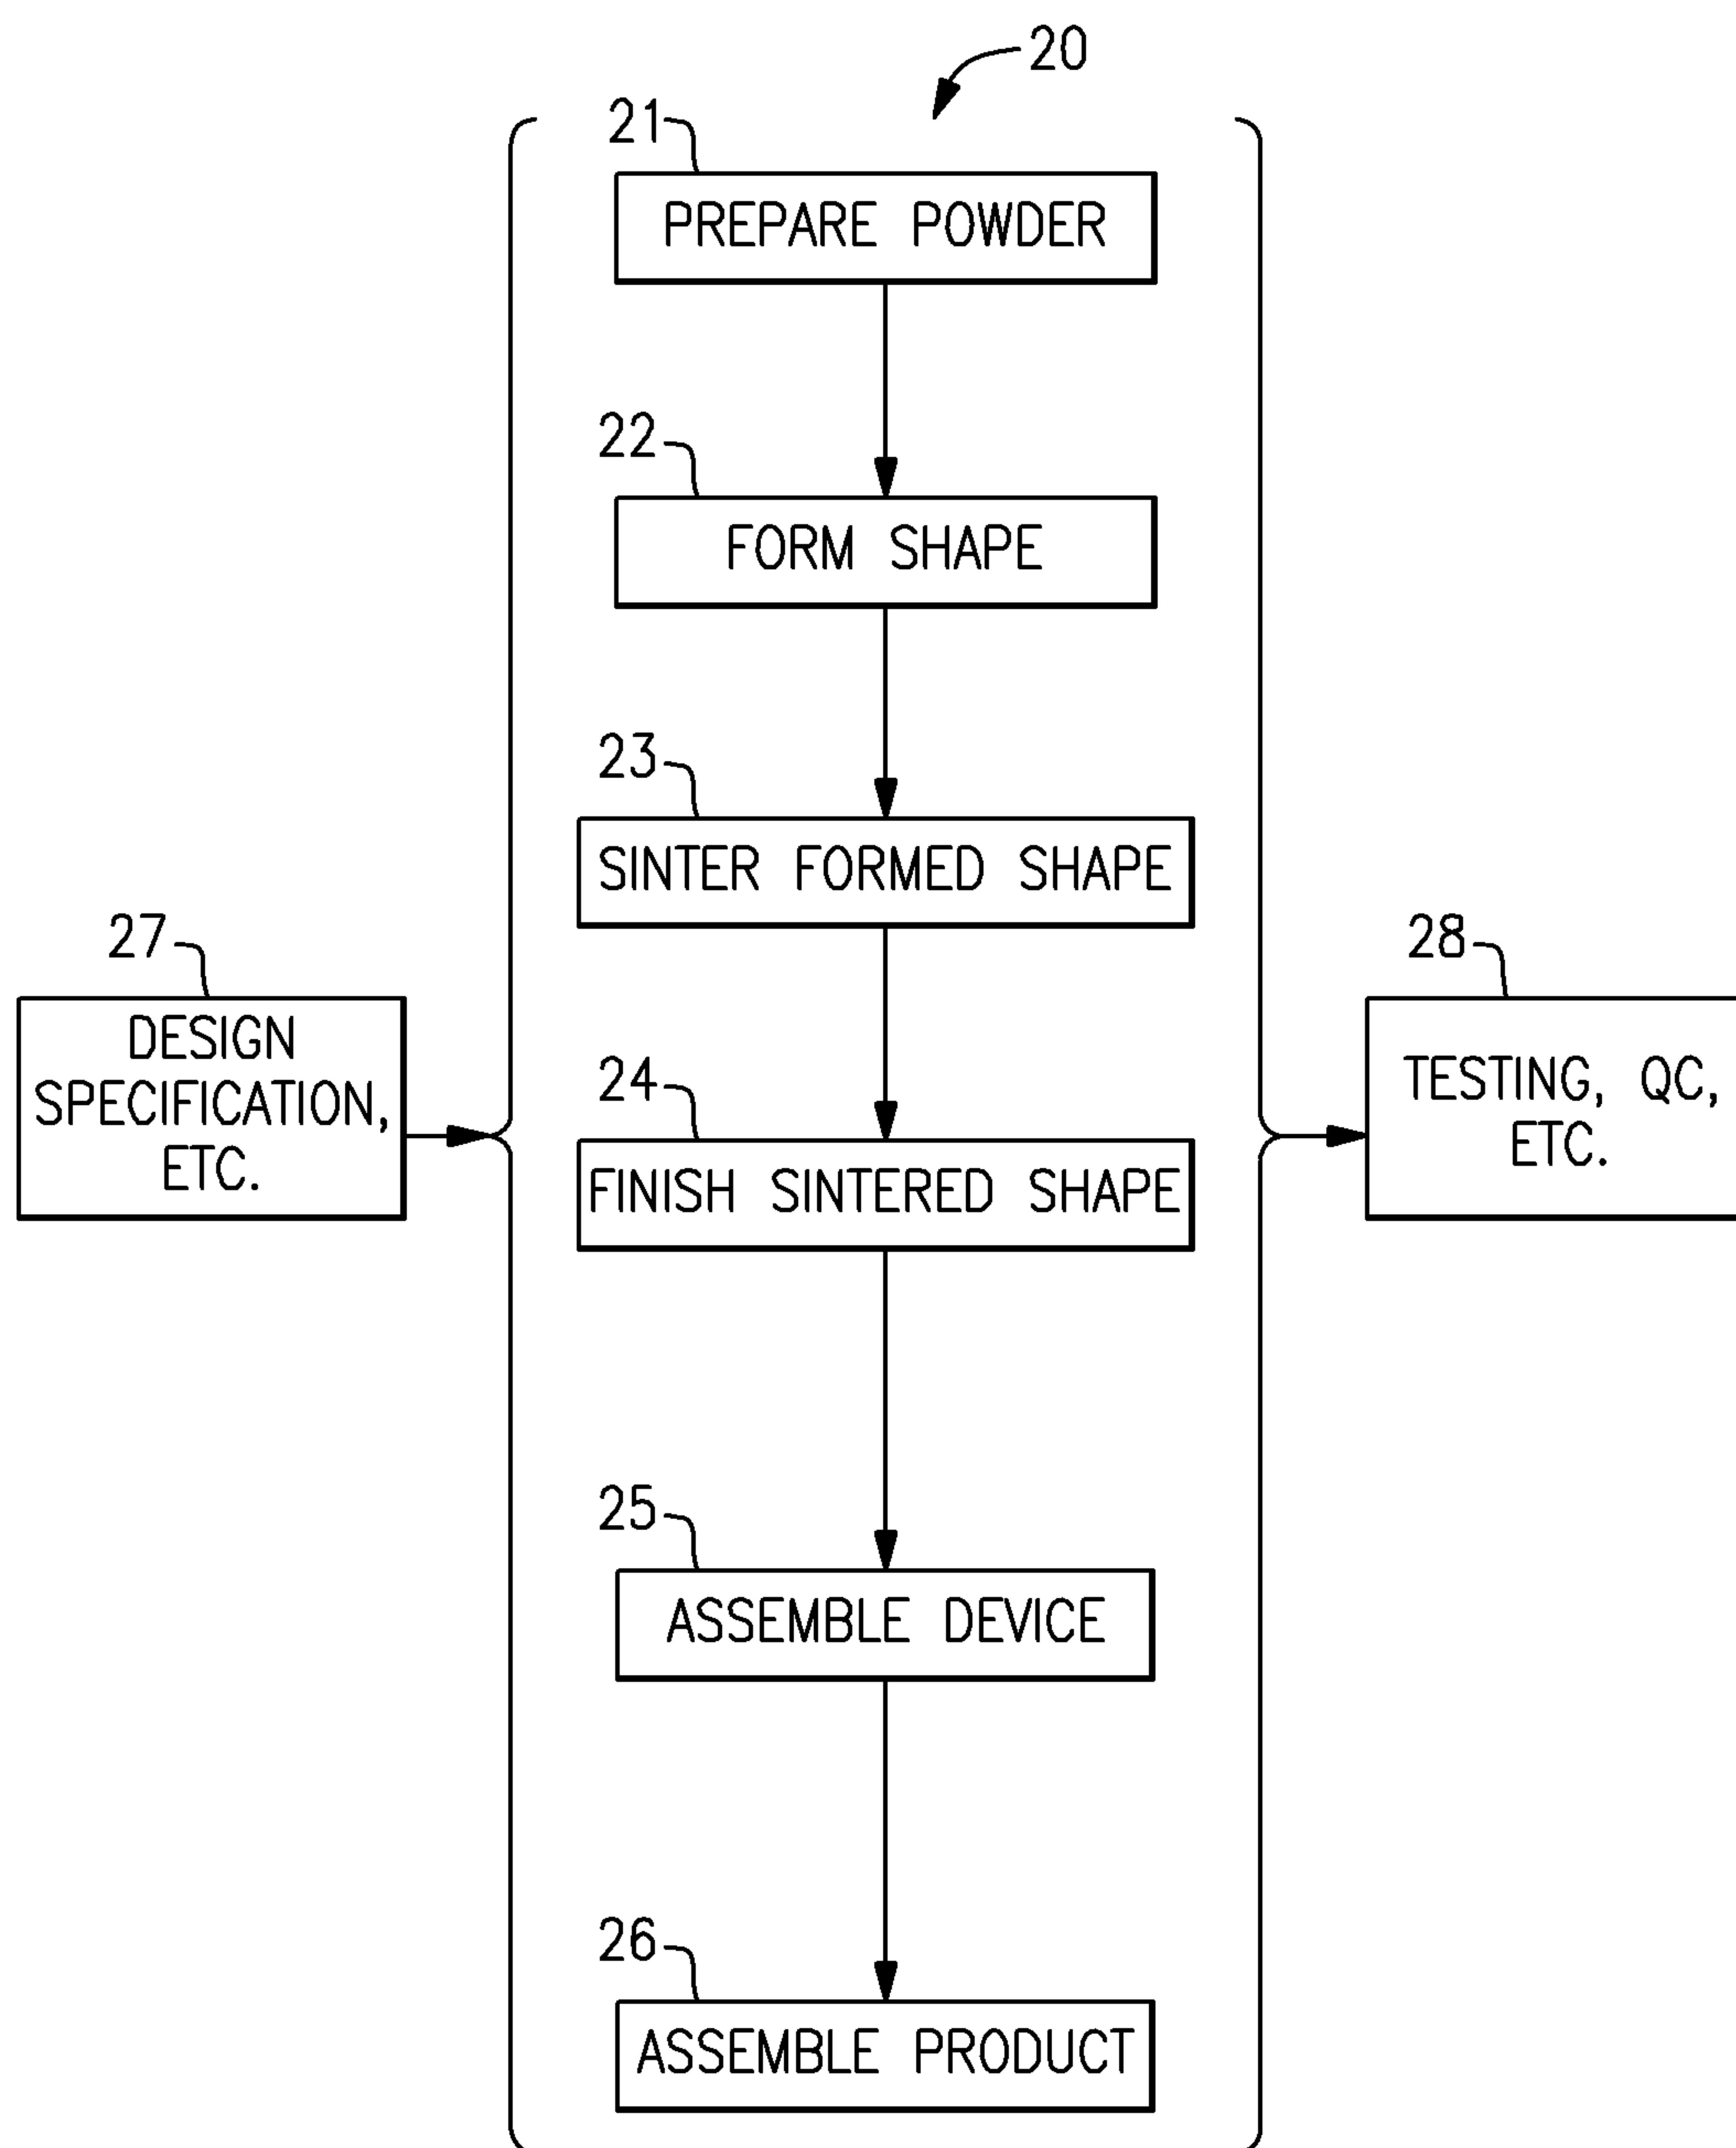 20
21
PREPARE POWDER
22
FORM SHAPE
23
SINTER FORMED SHAPE
27
DESIGN
SPECIFICATION,
ETC.
28
TESTING, QC,
ETC.
24
FINISH SINTERED SHAPE
25
ASSEMBLE DEVICE
26
ASSEMBLE PRODUCT